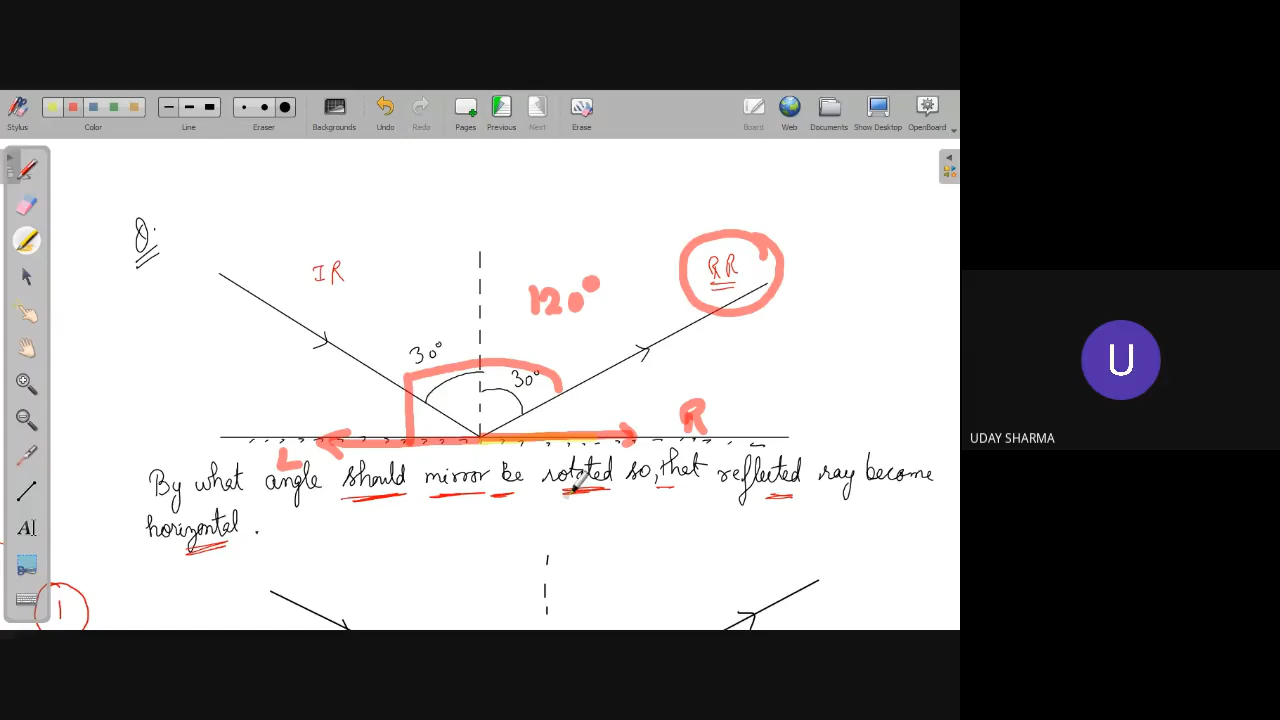 Stylus
Color
Line
Eraser
Backgrounds
Undo
Redo
Pages
Previous
Next
Erase
Board
Web
Documents
Show Desktop
OpenBoard
Q.
IR
120°
RR
30°
30°
R
L
By what angle should mirror be rotated so, that reflected ray become
horizontal .
1
A
U
UDAY SHARMA